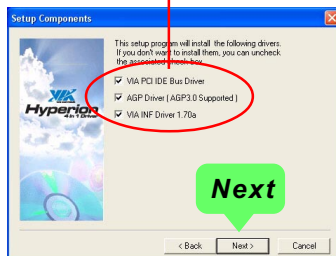 Setup Components
This setup program will install the following drivers.
If you don't want to install them, you can uncheck
the associated check box.
VIA
Hyperion
4 in 1 Driver
VIA PCI IDE Bus Driver
AGP Driver ( AGP3.0 Supported )
VIA INF Driver 1.70a
Next
< Back
Next >
Cancel